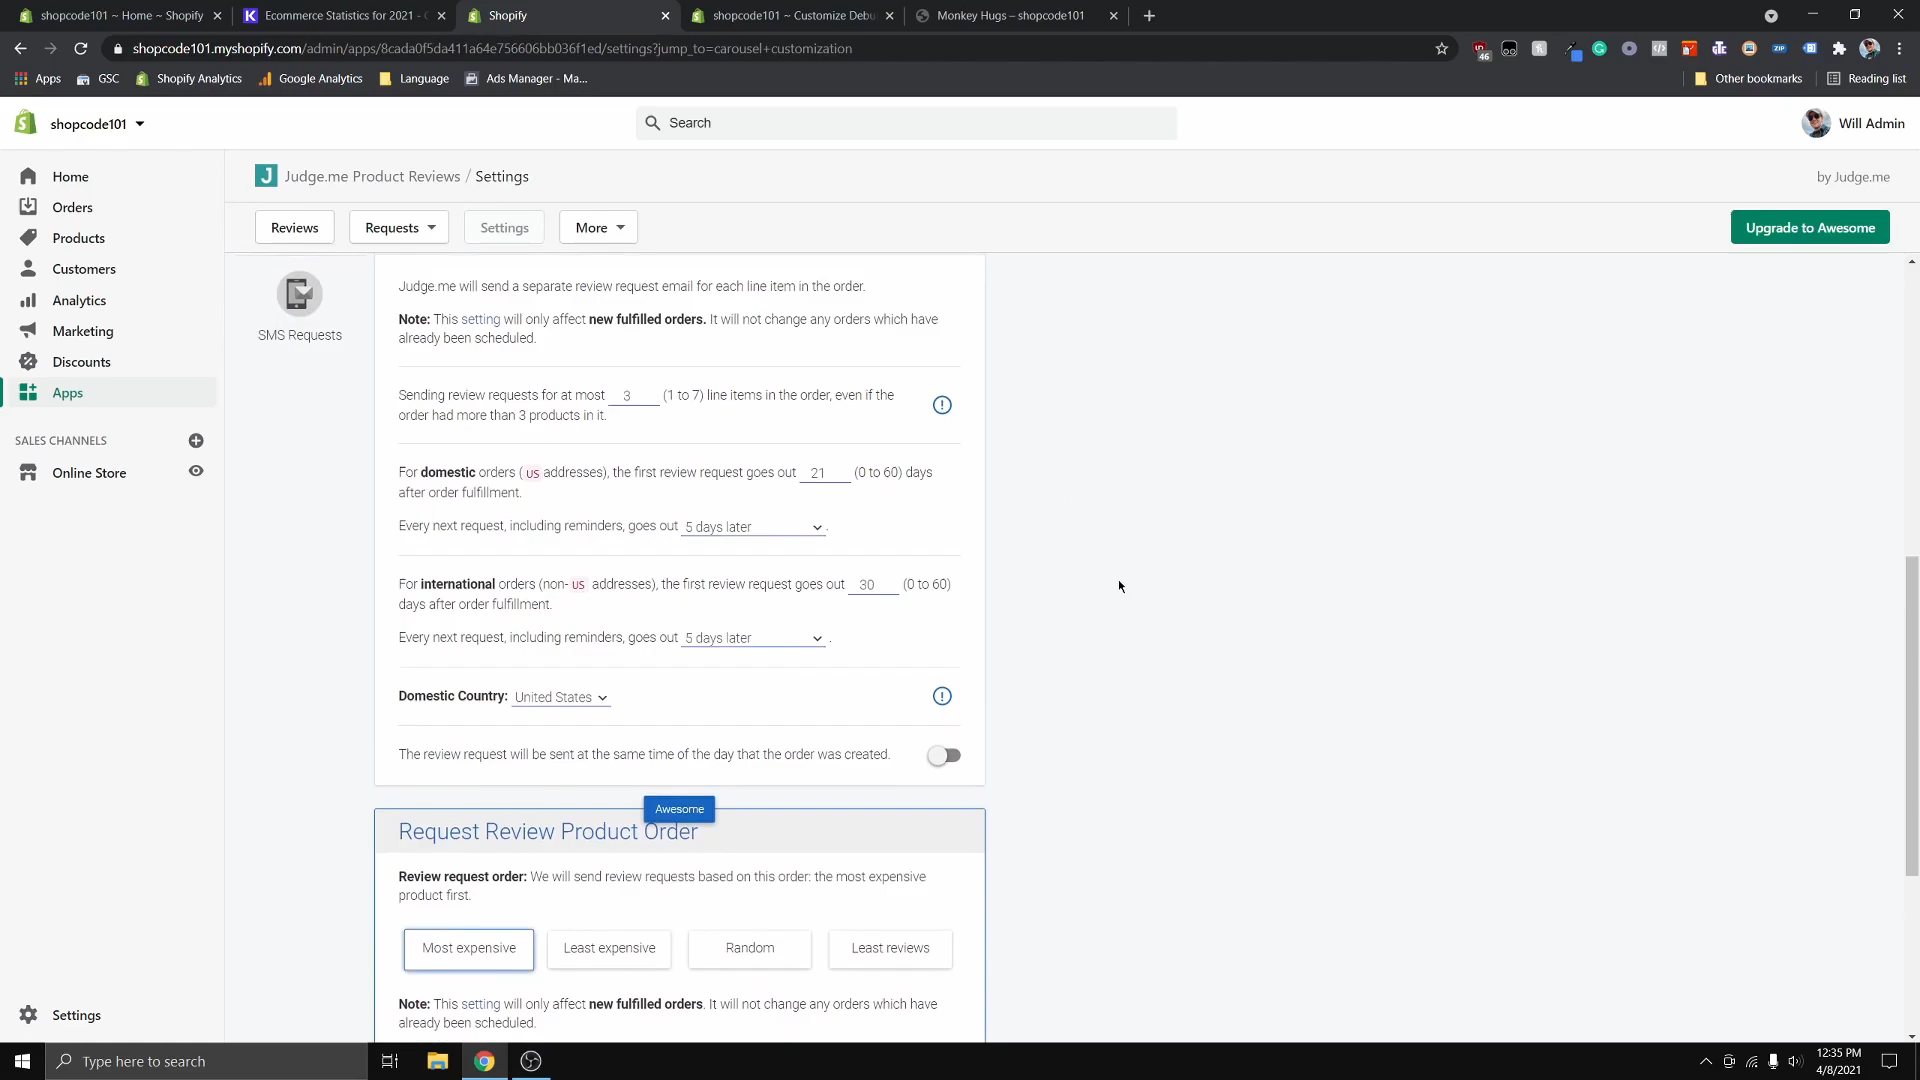 shopcode101 ~ Home ~ Shopify
Ecommerce Statistics for 2021 -
Shopify
shopcode101 ~ Customize Debu
Monkey Hugs – shopcode101
shopcode101.myshopify.com/admin/apps/8cada0f5da411a64e756606bb036f1ed/settings?jump_to=carousel+customization
46
ZIP
Apps
GSC
Shopify Analytics
Google Analytics
Language
Ads Manager - Ma...
Other bookmarks
Reading list
shopcode101
Search
Will Admin
Home
Orders
Products
Customers
Analytics
Marketing
Discounts
Apps
SALES CHANNELS
Online Store
Settings
J Judge.me Product Reviews / Settings
by Judge.me
Reviews
Requests
Settings
More
Upgrade to Awesome
SMS Requests
Judge.me will send a separate review request email for each line item in the order.
Note: This setting will only affect new fulfilled orders. It will not change any orders which have
already been scheduled.
Sending review requests for at most 3 (1 to 7) line items in the order, even if the
order had more than 3 products in it.
For domestic orders ( US addresses), the first review request goes out 21 (0 to 60) days
after order fulfillment.
Every next request, including reminders, goes out 5 days later .
For international orders (non- US addresses), the first review request goes out 30 (0 to 60)
days after order fulfillment.
Every next request, including reminders, goes out 5 days later .
Domestic Country: United States
The review request will be sent at the same time of the day that the order was created.
Awesome
Request Review Product Order
Review request order: We will send review requests based on this order: the most expensive
product first.
Most expensive
Least expensive
Random
Least reviews
Note: This setting will only affect new fulfilled orders. It will not change any orders which have
already been scheduled.
Type here to search
12:35 PM
4/8/2021